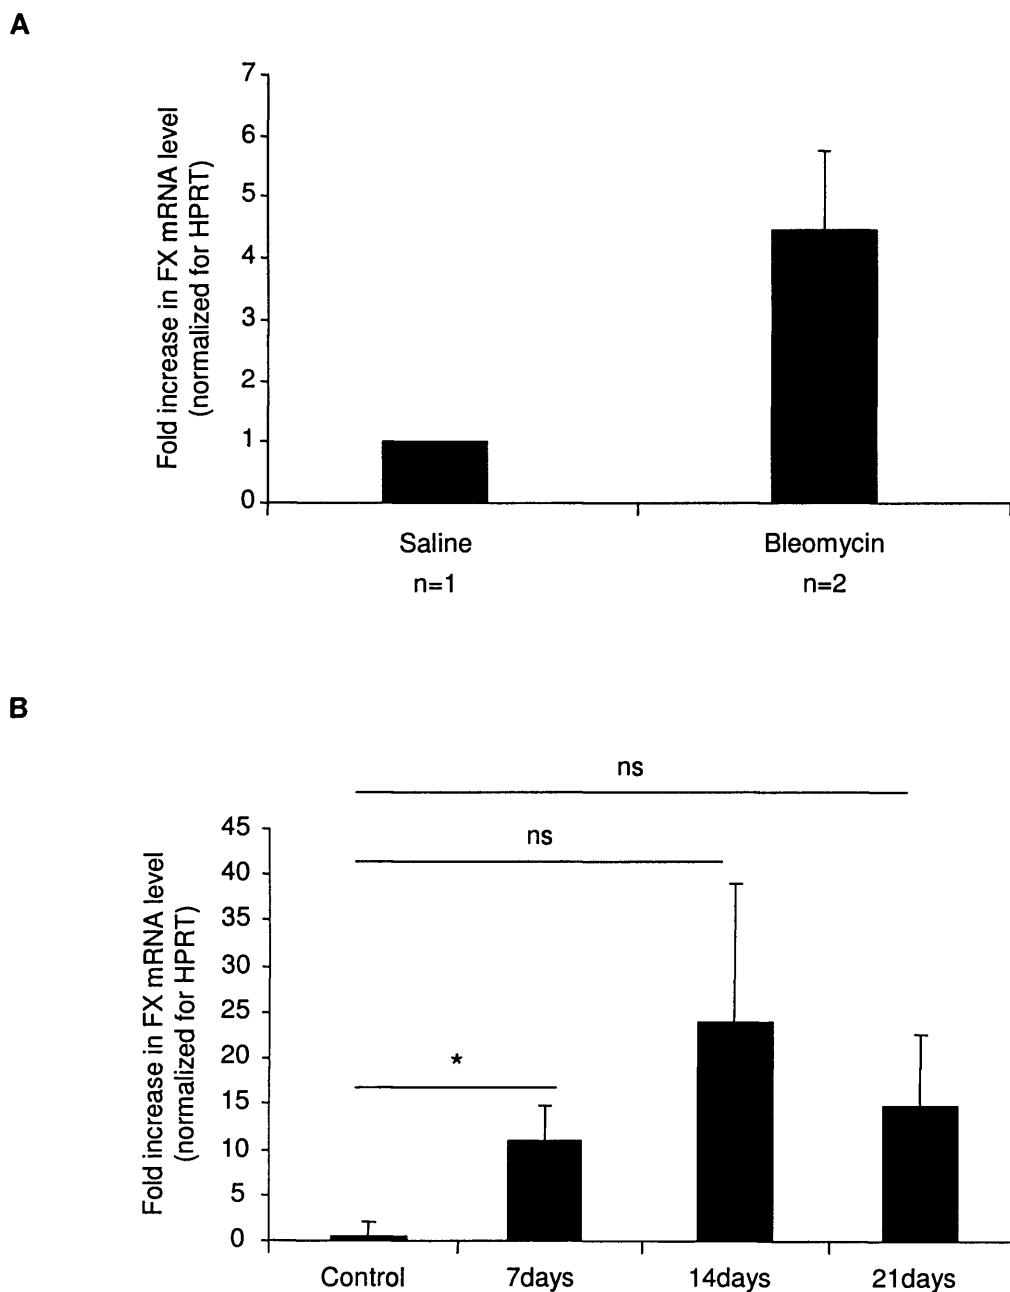 A
Fold increase in FX mRNA level
(normalized for HPRT)
7
6
5
4
3
2
1
0
Saline
Bleomycin
n=1
n=2
B
ns
ns
*
Fold increase in FX mRNA level
(normalized for HPRT)
45
40
35
30
25
20
15
10
5
0
Control
7days
14days
21days